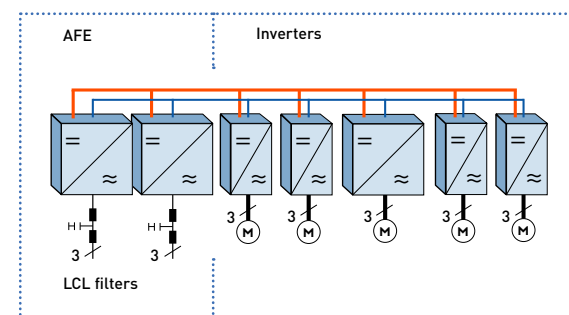 AFE
Inverters
3 3 3 3 3
H H
M M M M M
3 3
LCL filters